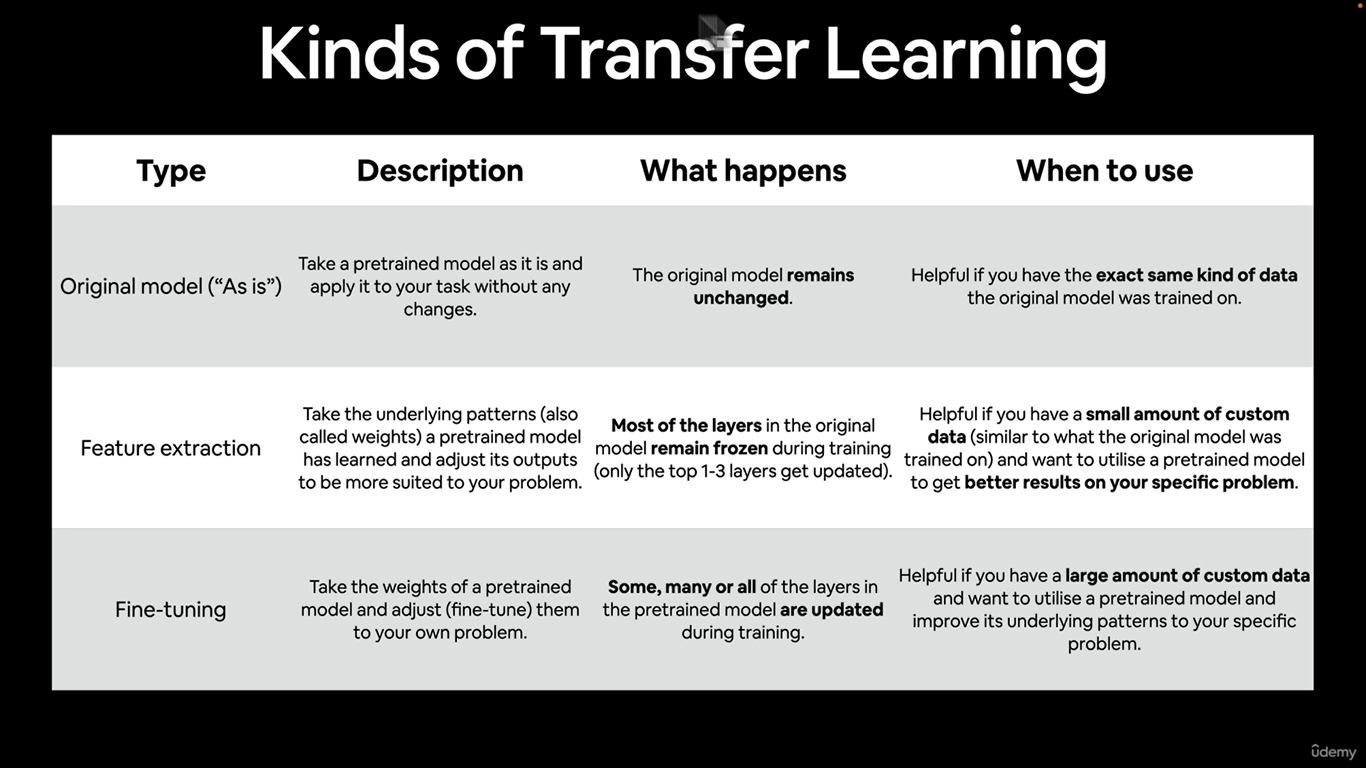 Kinds of Transfer Learning
Type
Description
What happens
When to use
Original model (“As is”)
Take a pretrained model as it is and
apply it to your task without any
changes.
The original model remains
unchanged.
Helpful if you have the exact same kind of data
the original model was trained on.
Feature extraction
Take the underlying patterns (also
called weights) a pretrained model
has learned and adjust its outputs
to be more suited to your problem.
Most of the layers in the original
model remain frozen during training
(only the top 1-3 layers get updated).
Helpful if you have a small amount of custom
data (similar to what the original model was
trained on) and want to utilise a pretrained model
to get better results on your specific problem.
Fine-tuning
Take the weights of a pretrained
model and adjust (fine-tune) them
to your own problem.
Some, many or all of the layers in
the pretrained model are updated
during training.
Helpful if you have a large amount of custom data
and want to utilise a pretrained model and
improve its underlying patterns to your specific
problem.
ûdemy